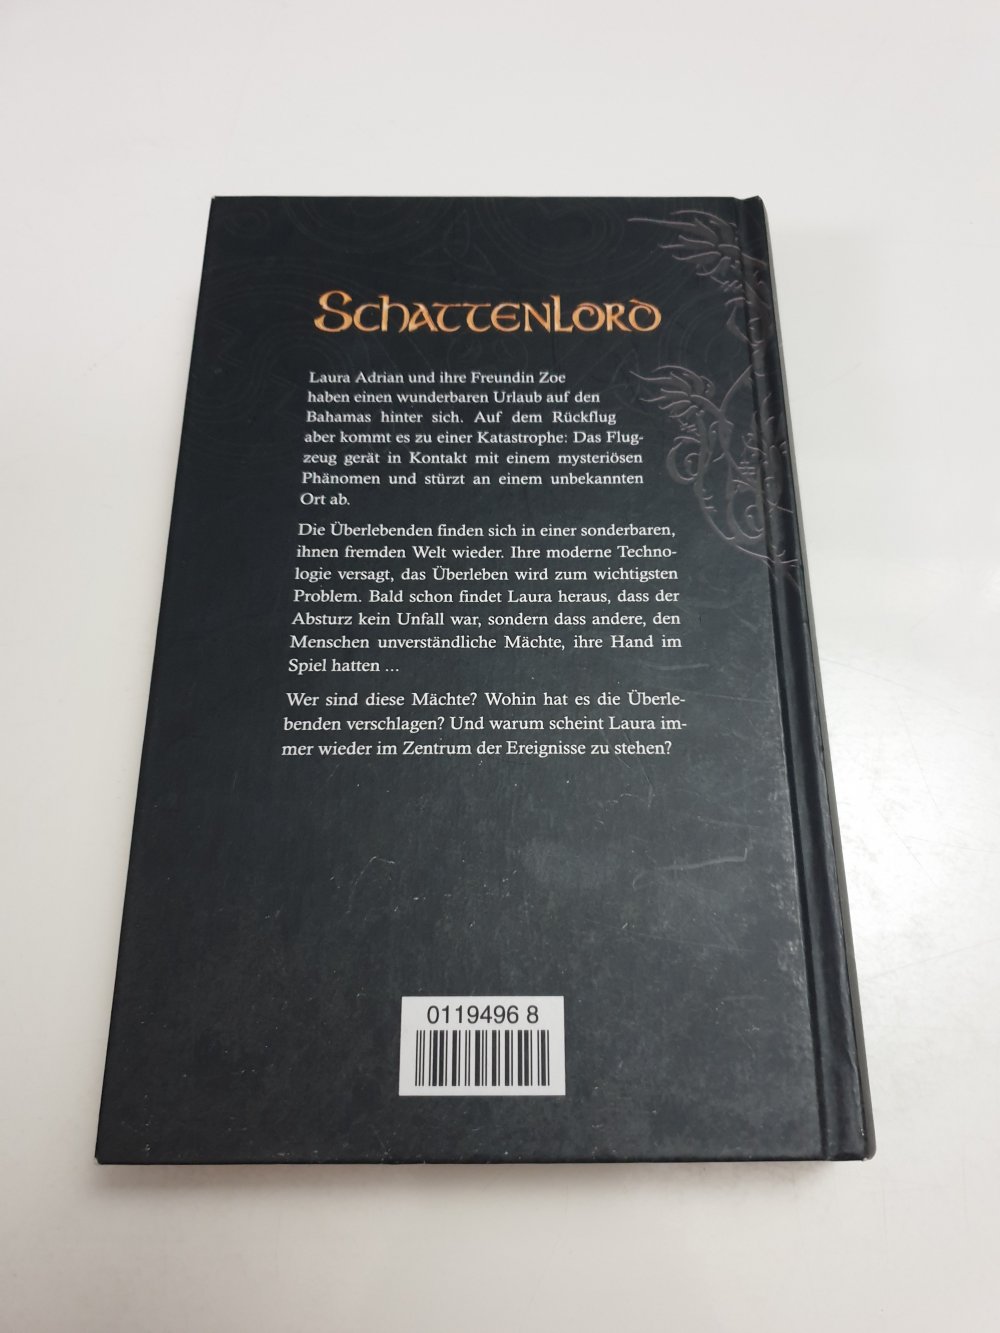 SCHATTENLORD
Laura Adrian und ihre Freundin Zoe
haben einen wunderbaren Urlaub auf den
Bahamas hinter sich. Auf dem Rückflug
aber kommt es zu einer Katastrophe: Das Flug-
zeug gerät in Kontakt mit einem mysteriösen
Phänomen und stürzt an einem unbekannten
Ort ab.
Die Überlebenden finden sich in einer sonderbaren,
ihnen fremden Welt wieder. Ihre moderne Techno-
logie versagt, das Überleben wird zum wichtigsten
Problem. Bald schon findet Laura heraus, dass der
Absturz kein Unfall war, sondern dass andere, den
Menschen unverständliche Mächte, ihre Hand im
Spiel hatten ...
Wer sind diese Mächte? Wohin hat es die Überle-
benden verschlagen? Und warum scheint Laura im-
mer wieder im Zentrum der Ereignisse zu stehen?
0119496 8